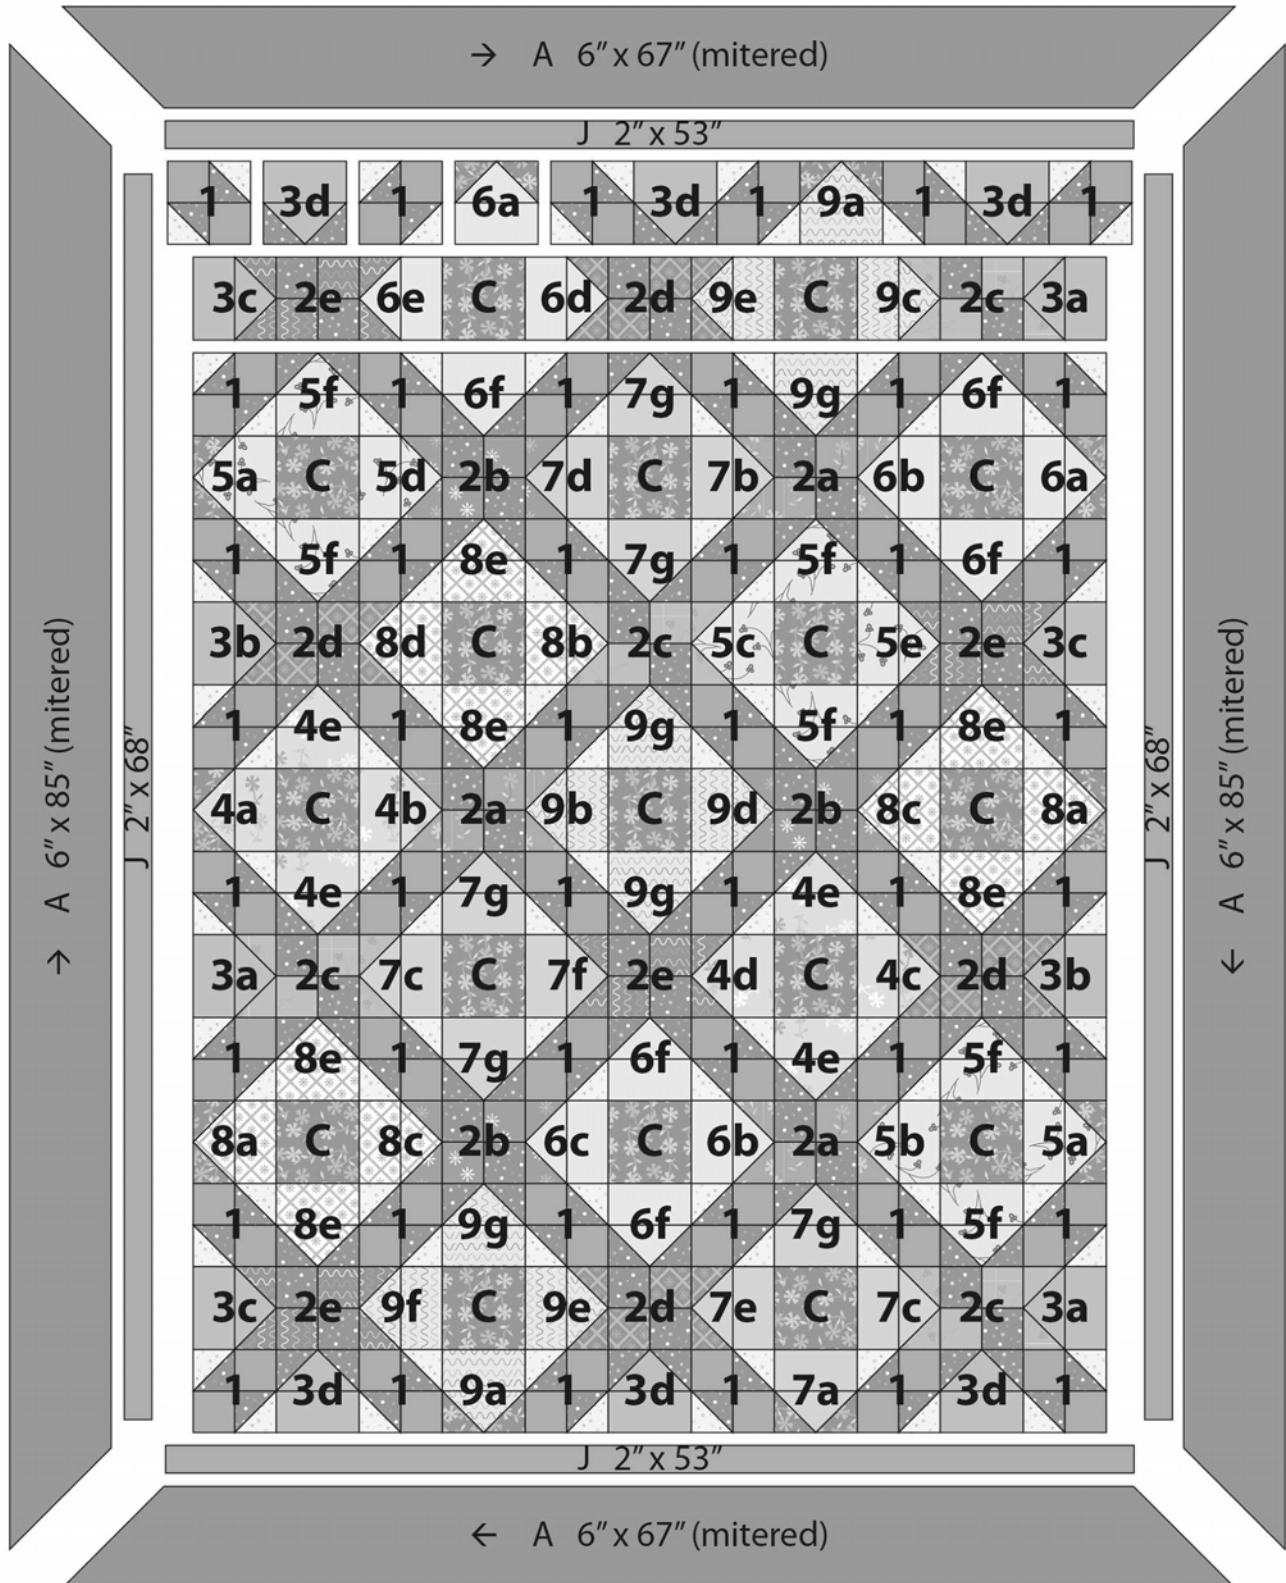 → A 6” x 67” (mitered)
J 2” x 53”
1 3d 1 6a 1 3d 1 9a 1 3d 1
3c 2e 6e C 6d 2d 9e C 9c 2c 3a
1 5f 1 6f 1 7g 1 9g 1 6f 1
5a C 5d 2b 7d C 7b 2a 6b C 6a
1 5f 1 8e 1 7g 1 5f 1 6f 1
3b 2d 8d C 8b 2c 5c C 5e 2e 3c
1 4e 1 8e 1 9g 1 5f 1 8e 1
4a C 4b 2a 9b C 9d 2b 8c C 8a
1 4e 1 7g 1 9g 1 4e 1 8e 1
3a 2c 7c C 7f 2e 4d C 4c 2d 3b
1 8e 1 7g 1 6f 1 4e 1 5f 1
8a C 8c 2b 6c C 6b 2a 5b C 5a
1 8e 1 9g 1 6f 1 7g 1 5f 1
3c 2e 9f C 9e 2d 7e C 7c 2c 3a
1 3d 1 9a 1 3d 1 7a 1 3d 1
→ A 6” x 85” (mitered)
J 2” x 68”
J 2” x 68”
← A 6” x 85” (mitered)
J 2” x 53”
← A 6” x 67” (mitered)